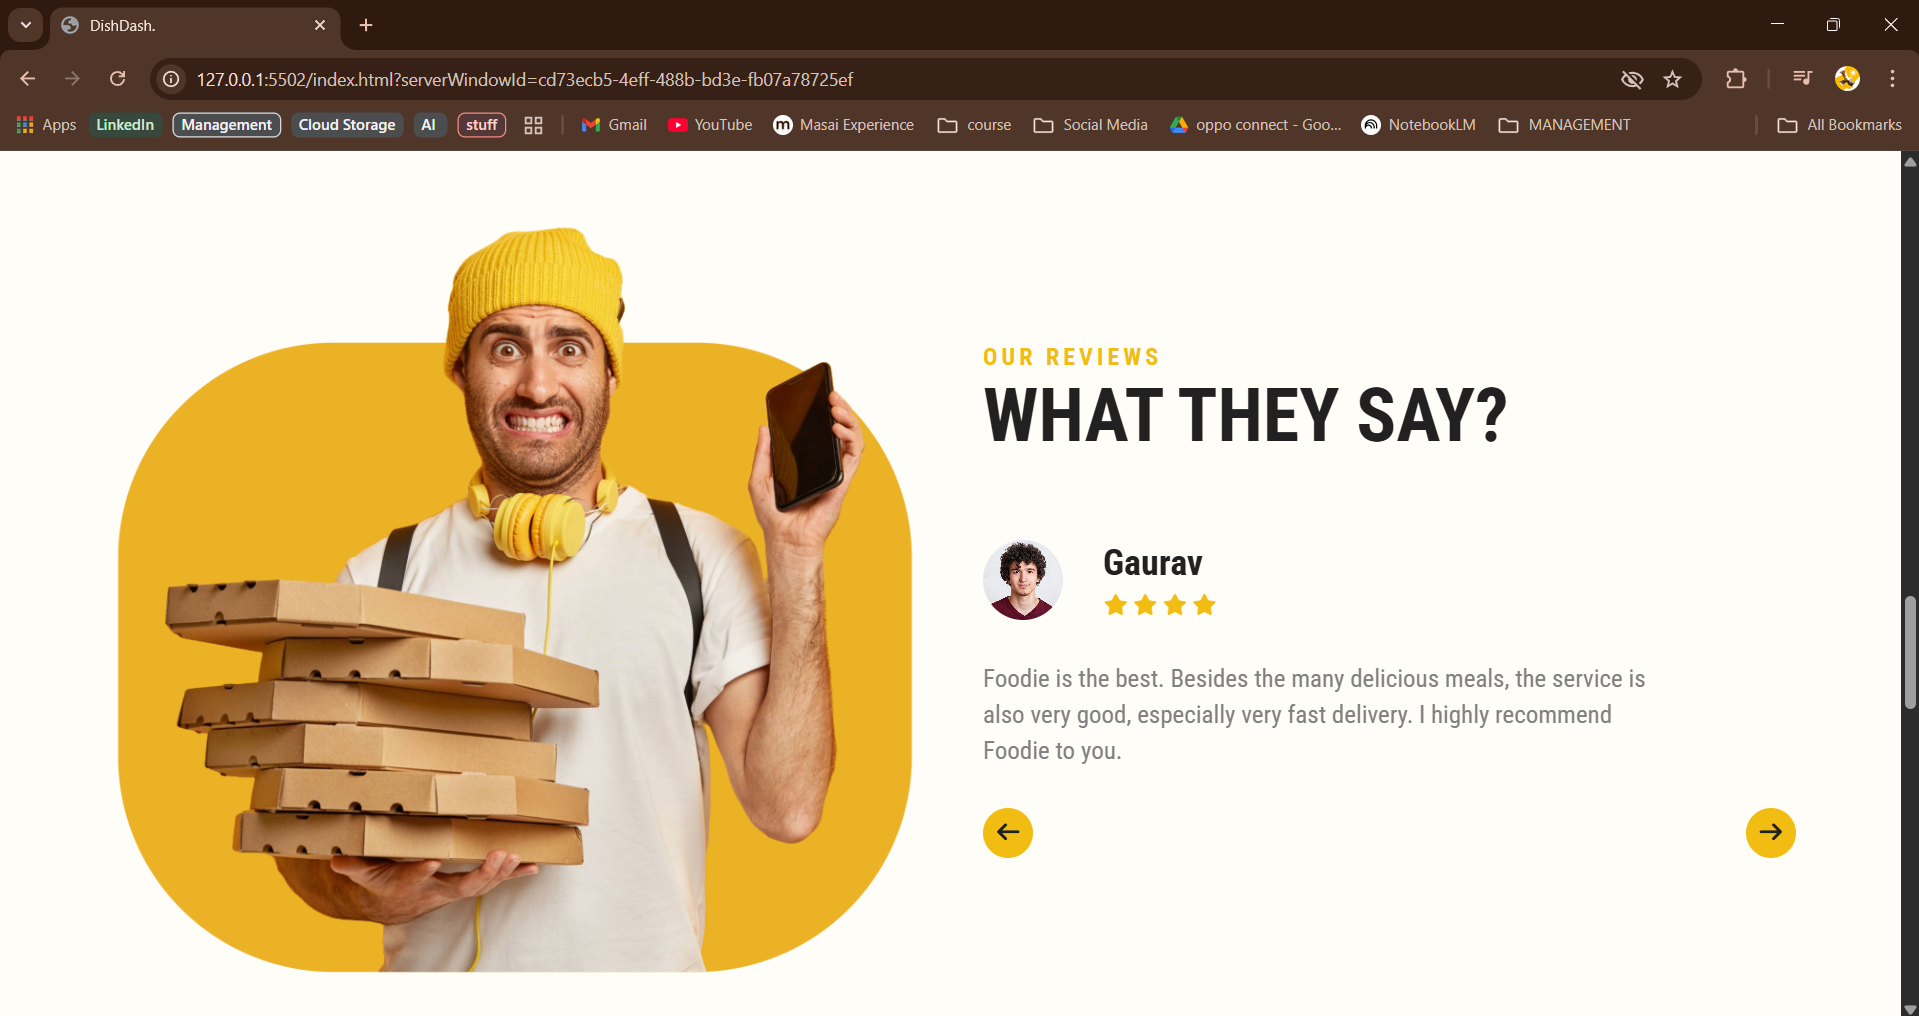 DishDash.
127.0.0.1:5502/index.html?serverWindowId=cd73ecb5-4eff-488b-bd3e-fb07a78725ef
Apps LinkedIn Management Cloud Storage AI stuff Gmail YouTube m Masai Experience course Social Media oppo connect - Goo... NotebookLM MANAGEMENT All Bookmarks
OUR REVIEWS
WHAT THEY SAY?
Gaurav
Foodie is the best. Besides the many delicious meals, the service is
also very good, especially very fast delivery. I highly recommend
Foodie to you.